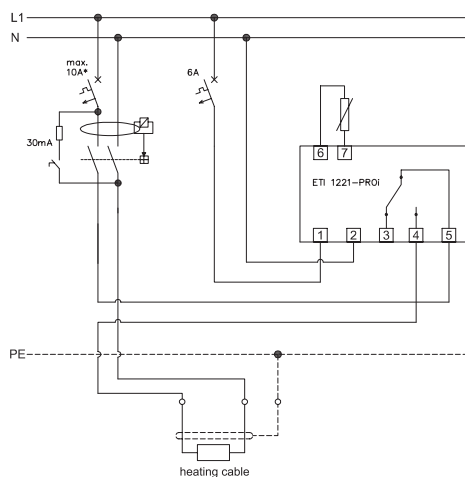 L1
N
max.
10A*
6A
30mA
6 7
ETI 1221-PROi
1 2 3 4 5
PE
heating cable